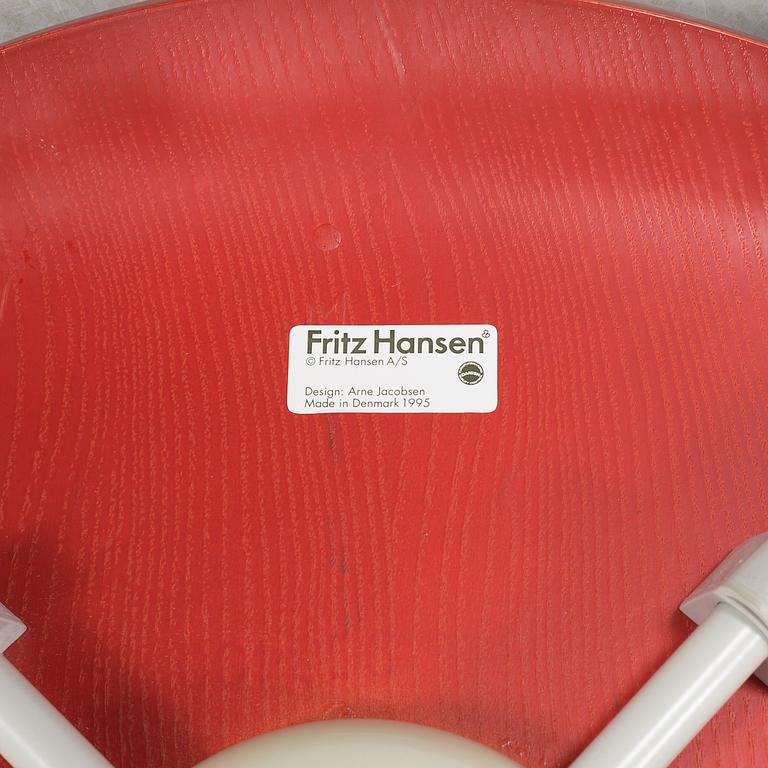 Fritz Hansen
© Fritz Hansen A/S
Design: Arne Jacobsen
Made in Denmark 1995